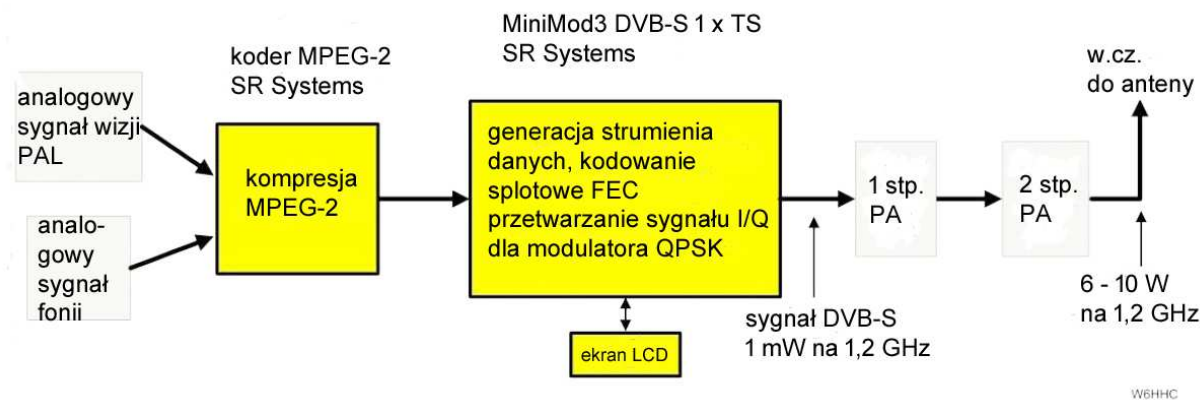 MiniMod3 DVB-S 1 x TS
SR Systems
koder MPEG-2
SR Systems
w.cz.
do anteny
analogowy
sygnał wizji
PAL
analo-
gowy
sygnał
fonii
kompresja
MPEG-2
generacja strumienia
danych, kodowanie
splotowe FEC
przetwarzanie sygnału I/Q
dla modulatora QPSK
1 stp.
PA
2 stp.
PA
ekran LCD
sygnał DVB-S
1 mW na 1,2 GHz
6 - 10 W
na 1,2 GHz
W6HHC